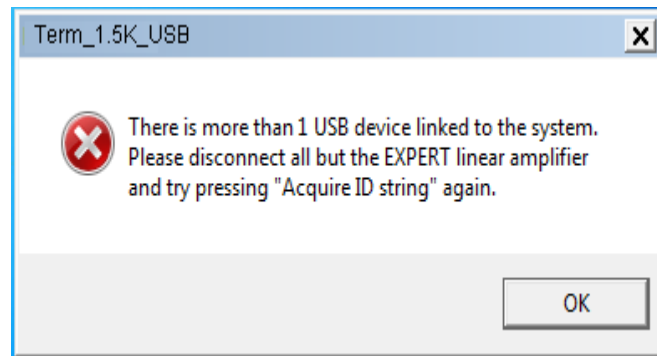 Term_1.5K_USB
There is more than 1 USB device linked to the system.
Please disconnect all but the EXPERT linear amplifier
and try pressing "Acquire ID string" again.
OK